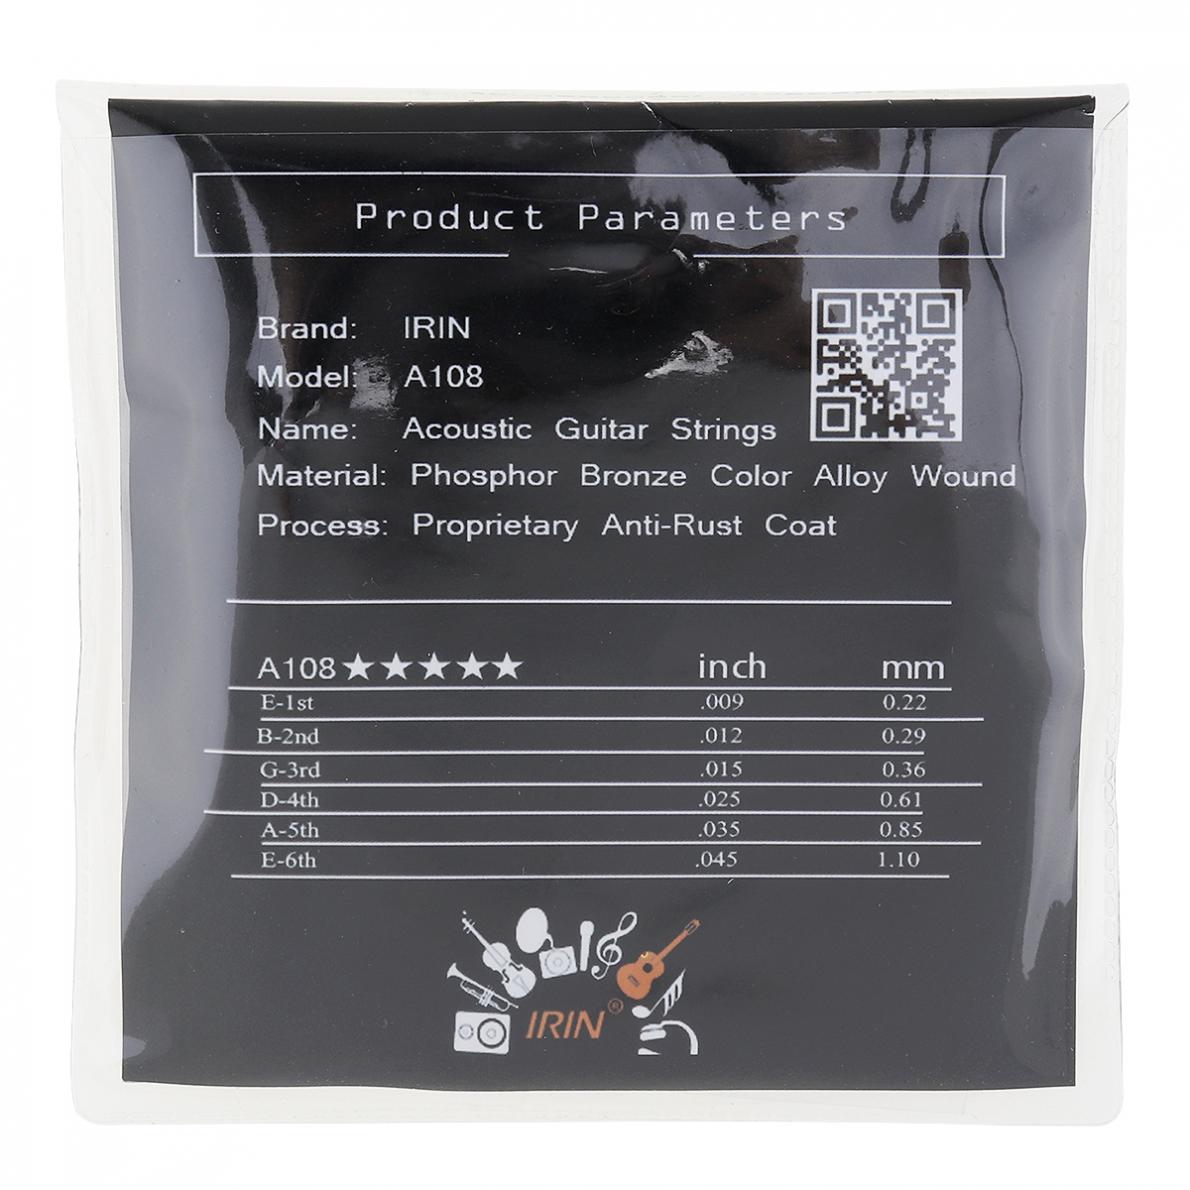 Product Parameters
Brand: IRIN
Model: A108
Name: Acoustic Guitar Strings
Material: Phosphor Bronze Color Alloy Wound
Process: Proprietary Anti-Rust Coat
A108★★★★★ inch mm
E-1st .009 0.22
B-2nd .012 0.29
G-3rd .015 0.36
D-4th .025 0.61
A-5th .035 0.85
E-6th .045 1.10
IRIN®